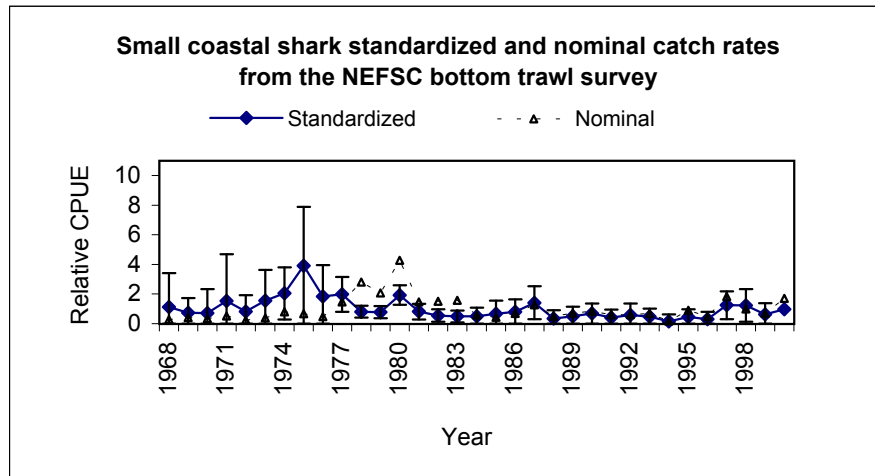 Small coastal shark standardized and nominal catch rates
from the NEFSC bottom trawl survey
Standardized Nominal
Relative CPUE
10
8
6
4
2
0
1968 1971 1974 1977 1980 1983 1986 1989 1992 1995 1998
Year